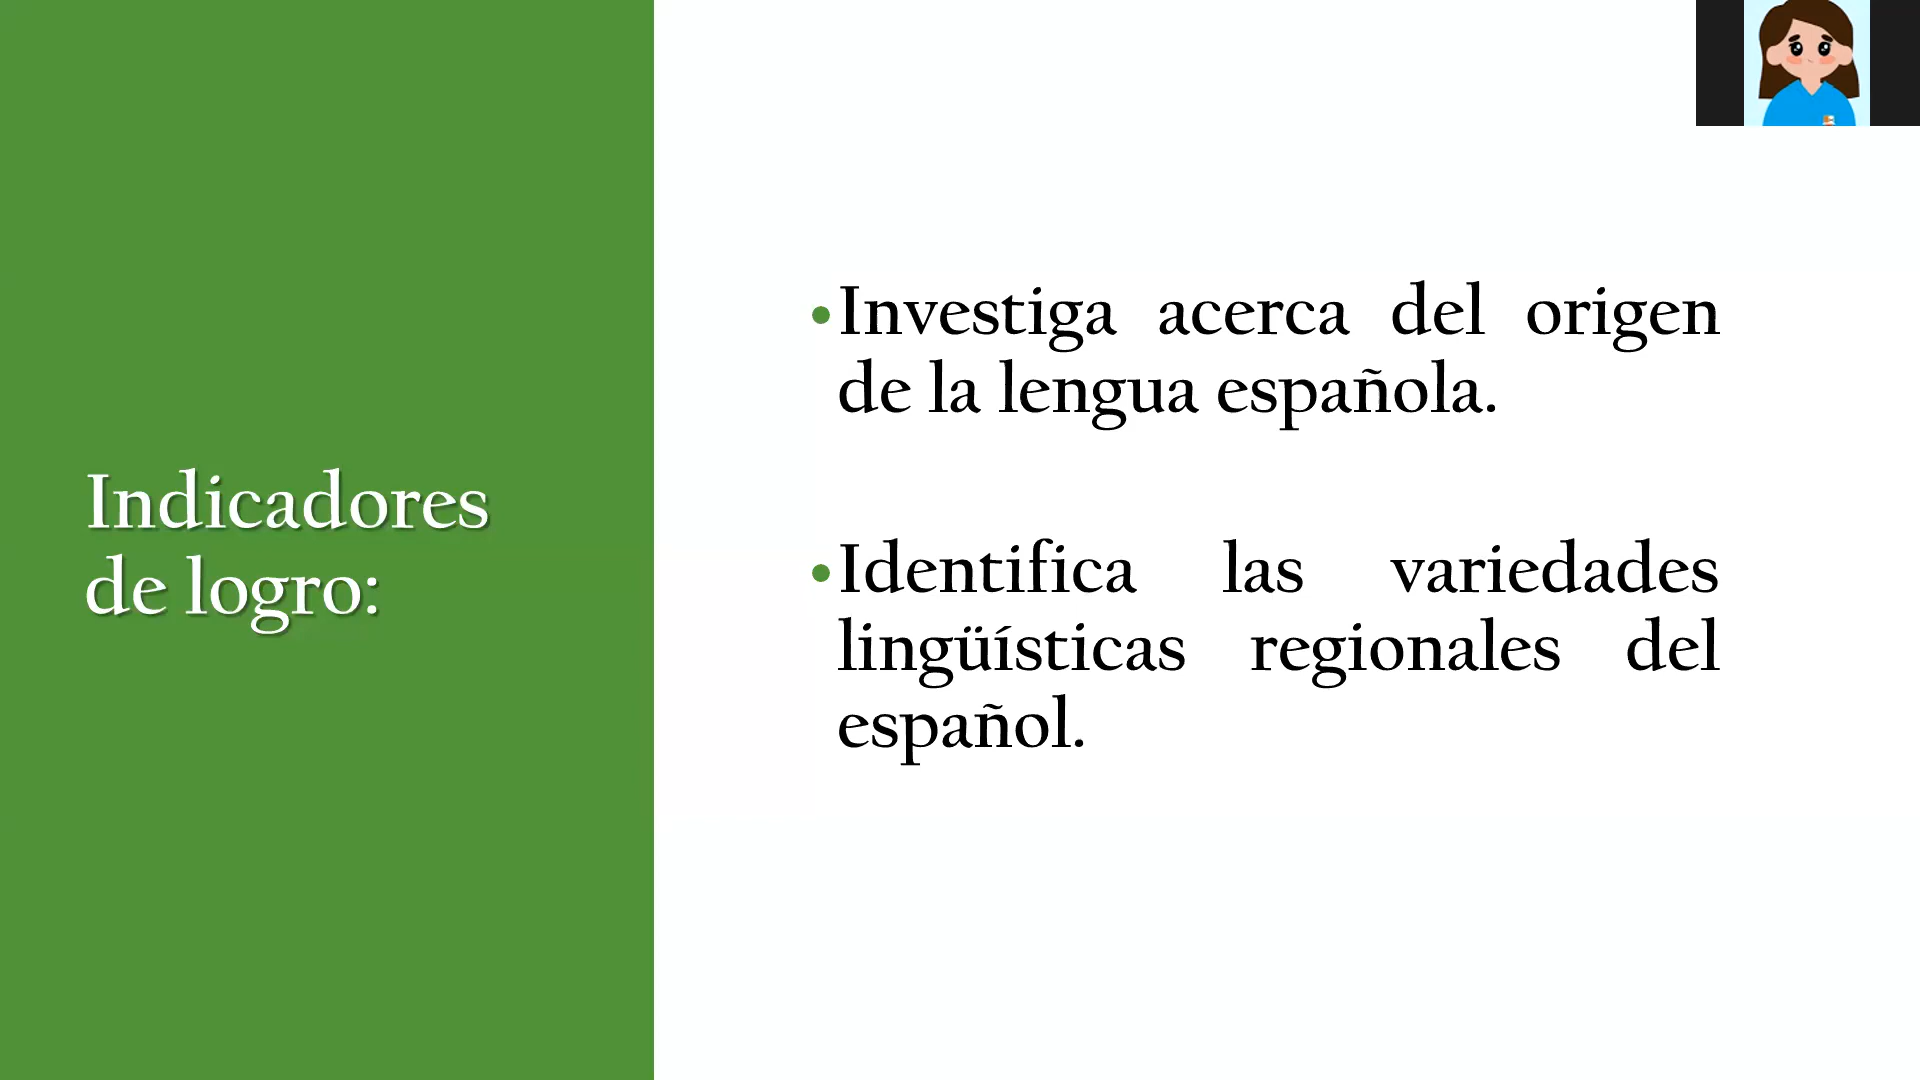 Indicadores
de logro:
•Investiga acerca del origen
de la lengua española.
•Identifica las variedades
lingüísticas regionales del
español.